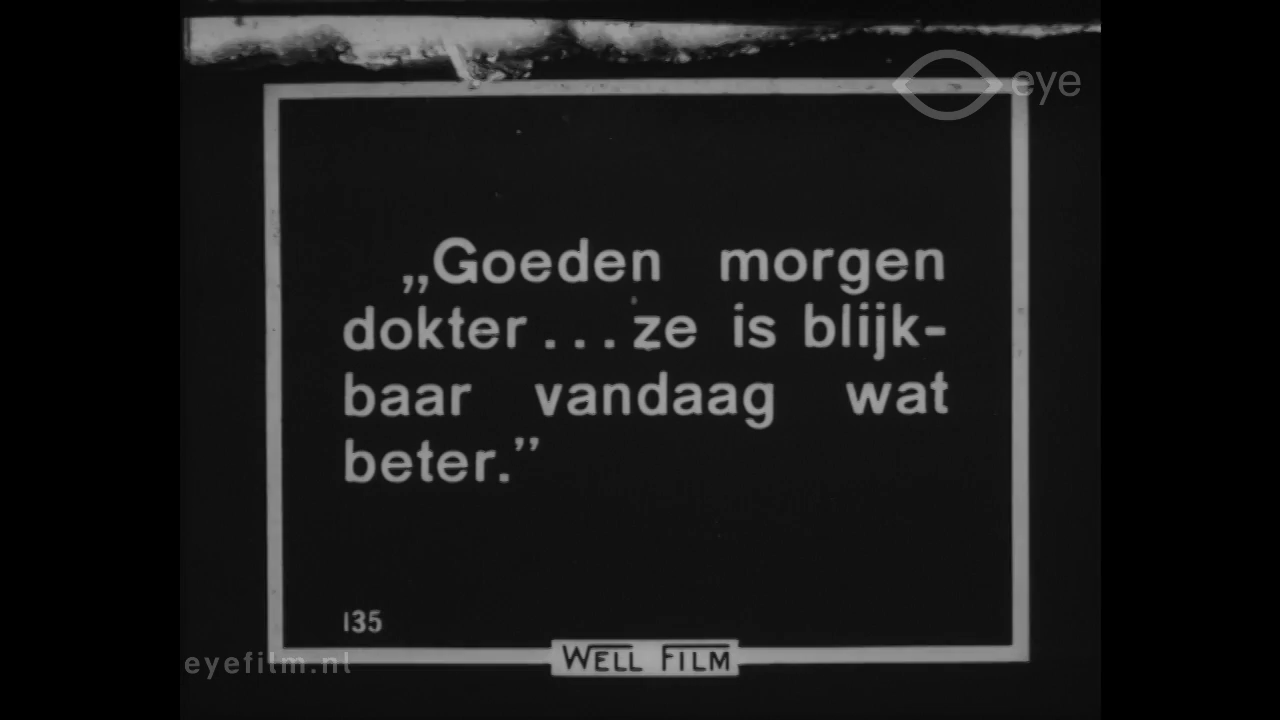 eye
„Goeden morgen
dokter...ze is blijk-
baar vandaag wat
beter.”
135
WELL FILM
eyefilm.nl